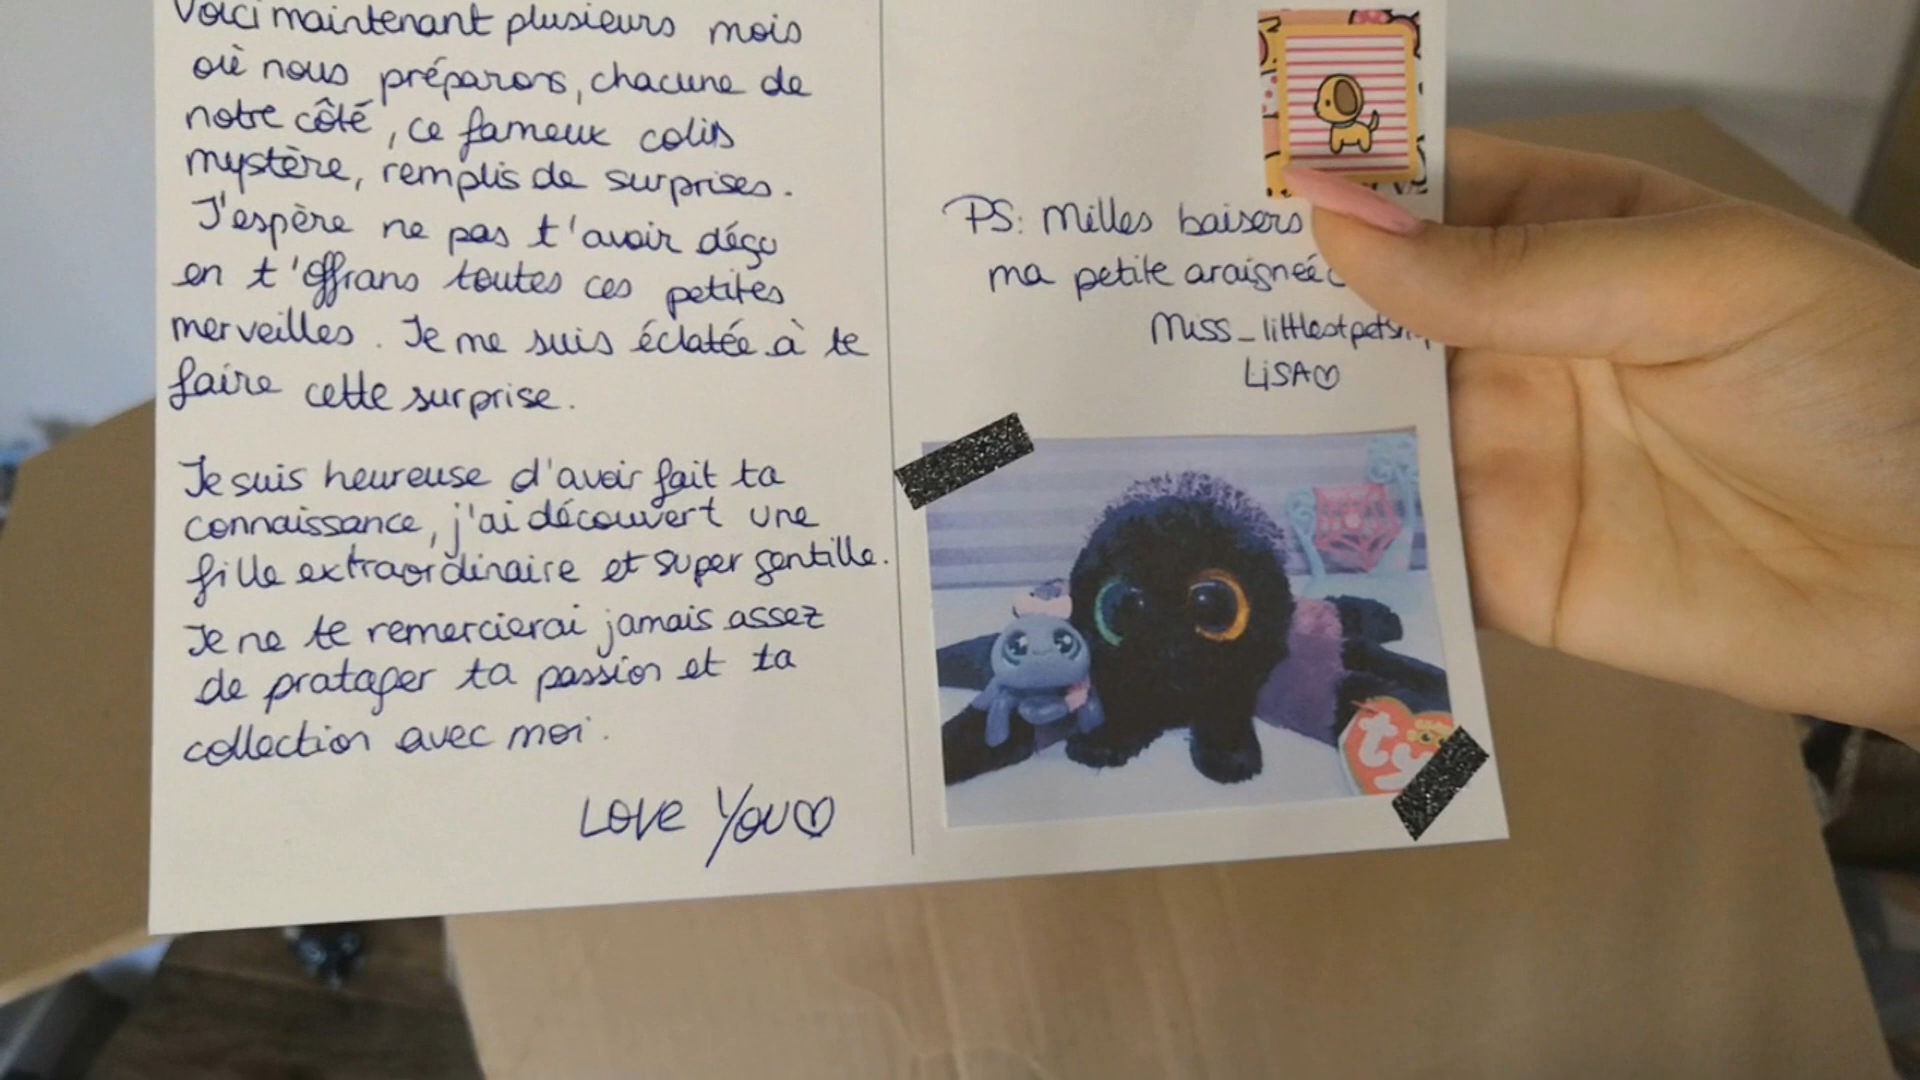 Voici maintenant plusieurs mois
où nous préparons, chacune de
notre côté, ce fameux colis
mystère, remplis de surprises.
J'espère ne pas t'avoir déçu
en t'offrans toutes ces petites
merveilles. Je me suis éclatée à te
faire cette surprise.
Je suis heureuse d'avoir fait ta
connaissance, j'ai découvert une
fille extraordinaire et super gentille.
Je ne te remercierai jamais assez
de pratager ta passion et ta
collection avec moi.
Love You♡
PS: Milles baisers
ma petite araigneé
Miss_littlestpetsh
LiSA♡
ty